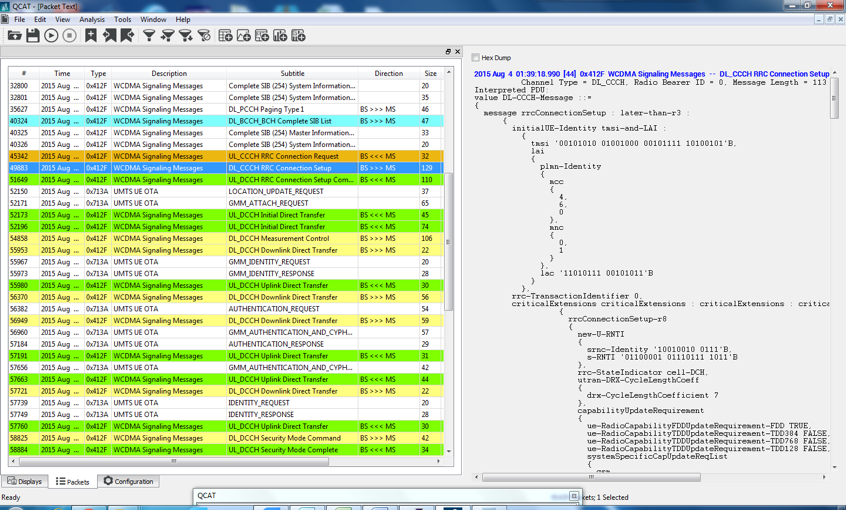 QCAT - [Packet Text]
File Edit View Analysis Tools Window Help
Hex Dump
# Time Type Description Subtitle Direction Size
32800 2015 Aug ... 0x412F WCDMA Signaling Messages Complete SIB (254) System Information... 20
32801 2015 Aug ... 0x412F WCDMA Signaling Messages Complete SIB (254) System Information... 35
35627 2015 Aug ... 0x412F WCDMA Signaling Messages DL_PCCH Paging Type 1 BS >>> MS 46
40324 2015 Aug ... 0x412F WCDMA Signaling Messages DL_BCCH_BCH Complete SIB List BS >>> MS 47
40325 2015 Aug ... 0x412F WCDMA Signaling Messages Complete SIB (254) Master Information... 33
40326 2015 Aug ... 0x412F WCDMA Signaling Messages Complete SIB (254) System Information... 20
45342 2015 Aug ... 0x412F WCDMA Signaling Messages UL_CCCH RRC Connection Request BS <<< MS 32
49883 2015 Aug ... 0x412F WCDMA Signaling Messages DL_CCCH RRC Connection Setup BS >>> MS 129
51649 2015 Aug ... 0x412F WCDMA Signaling Messages UL_DCCH RRC Connection Setup Com... BS <<< MS 110
52150 2015 Aug ... 0x713A UMTS UE OTA LOCATION_UPDATE_REQUEST 37
52171 2015 Aug ... 0x713A UMTS UE OTA GMM_ATTACH_REQUEST 65
52173 2015 Aug ... 0x412F WCDMA Signaling Messages UL_DCCH Initial Direct Transfer BS <<< MS 45
52196 2015 Aug ... 0x412F WCDMA Signaling Messages UL_DCCH Initial Direct Transfer BS <<< MS 74
54858 2015 Aug ... 0x412F WCDMA Signaling Messages DL_DCCH Measurement Control BS >>> MS 106
55953 2015 Aug ... 0x412F WCDMA Signaling Messages DL_DCCH Downlink Direct Transfer BS >>> MS 22
55967 2015 Aug ... 0x713A UMTS UE OTA GMM_IDENTITY_REQUEST 20
55973 2015 Aug ... 0x713A UMTS UE OTA GMM_IDENTITY_RESPONSE 28
55980 2015 Aug ... 0x412F WCDMA Signaling Messages UL_DCCH Uplink Direct Transfer BS <<< MS 30
56370 2015 Aug ... 0x412F WCDMA Signaling Messages DL_DCCH Downlink Direct Transfer BS >>> MS 56
56382 2015 Aug ... 0x713A UMTS UE OTA AUTHENTICATION_REQUEST 54
56949 2015 Aug ... 0x412F WCDMA Signaling Messages DL_DCCH Downlink Direct Transfer BS >>> MS 59
56960 2015 Aug ... 0x713A UMTS UE OTA GMM_AUTHENTICATION_AND_CYPH... 57
57184 2015 Aug ... 0x713A UMTS UE OTA AUTHENTICATION_RESPONSE 29
57191 2015 Aug ... 0x412F WCDMA Signaling Messages UL_DCCH Uplink Direct Transfer BS <<< MS 31
57656 2015 Aug ... 0x713A UMTS UE OTA GMM_AUTHENTICATION_AND_CYPH... 42
57663 2015 Aug ... 0x412F WCDMA Signaling Messages UL_DCCH Uplink Direct Transfer BS <<< MS 44
57721 2015 Aug ... 0x412F WCDMA Signaling Messages DL_DCCH Downlink Direct Transfer BS >>> MS 22
57739 2015 Aug ... 0x713A UMTS UE OTA IDENTITY_REQUEST 20
57749 2015 Aug ... 0x713A UMTS UE OTA IDENTITY_RESPONSE 28
57760 2015 Aug ... 0x412F WCDMA Signaling Messages UL_DCCH Uplink Direct Transfer BS <<< MS 30
58825 2015 Aug ... 0x412F WCDMA Signaling Messages DL_DCCH Security Mode Command BS >>> MS 42
58884 2015 Aug ... 0x412F WCDMA Signaling Messages UL_DCCH Security Mode Complete BS <<< MS 34
2015 Aug 4 01:39:18.990 [44] 0x412F WCDMA Signaling Messages -- DL_CCCH RRC Connection Setup
Channel Type = DL_CCCH, Radio Bearer ID = 0, Message Length = 113
Interpreted PDU:
value DL-CCCH-Message ::=
{
message rrcConnectionSetup : later-than-r3 :
{
initialUE-Identity tmsi-and-LAI :
{
tmsi '00101010 01001000 00101111 10100101'B,
lai
{
plmn-Identity
{
mcc
{
4,
6,
0
},
mnc
{
0,
1
}
},
lac '11010111 00101011'B
}
},
rrc-TransactionIdentifier 0,
criticalExtensions criticalExtensions : criticalExtensions : critica
{
rrcConnectionSetup-r8
{
new-U-RNTI
{
srnc-Identity '10010010 0111'B,
s-RNTI '01100001 01110111 1011'B
},
rrc-StateIndicator cell-DCH,
utran-DRX-CycleLengthCoeff
{
drx-CycleLengthCoefficient 7
},
capabilityUpdateRequirement
{
ue-RadioCapabilityFDDUpdateRequirement-FDD TRUE,
ue-RadioCapabilityTDDUpdateRequirement-TDD384 FALSE,
ue-RadioCapabilityTDDUpdateRequirement-TDD768 FALSE,
ue-RadioCapabilityTDDUpdateRequirement-TDD128 FALSE,
systemSpecificCapUpdateReqList
{
gsm
Displays Packets Configuration
Ready
QCAT
kets; 1 Selected